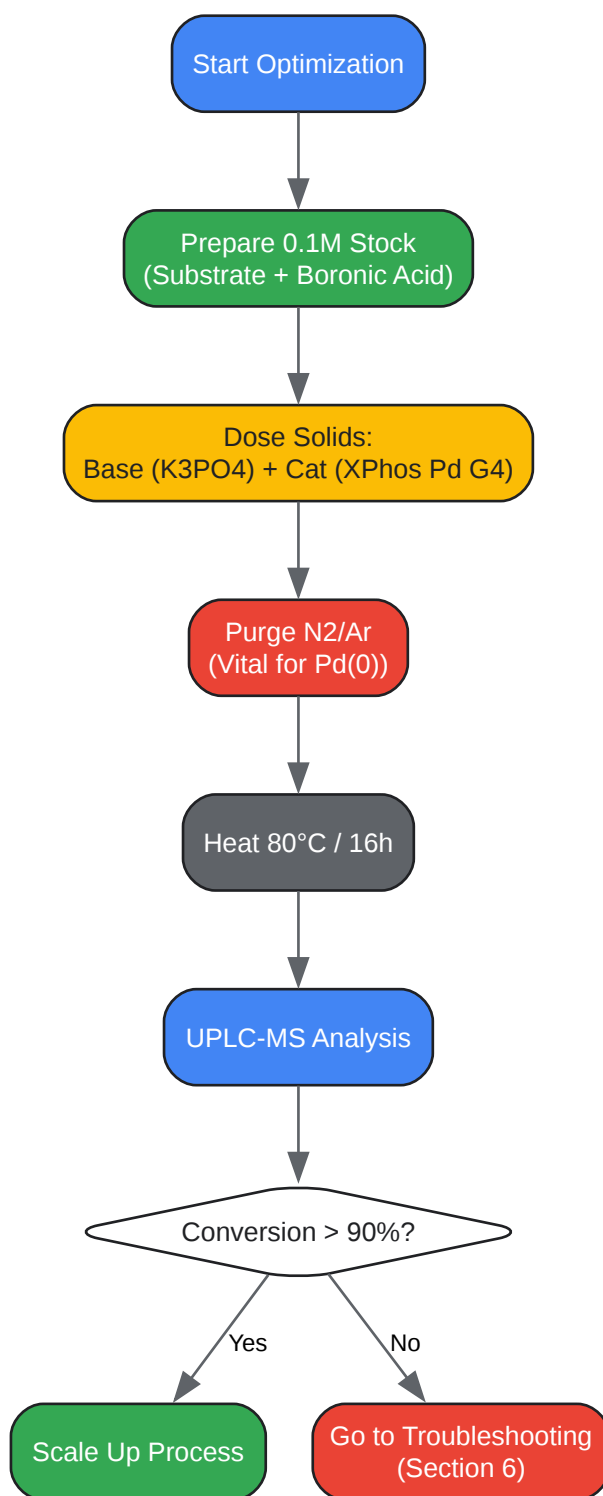 Start Optimization
Prepare 0.1M Stock
(Substrate + Boronic Acid)
Dose Solids:
Base (K3PO4) + Cat (XPhos Pd G4)
Purge N2/Ar
(Vital for Pd(0))
Heat 80°C / 16h
UPLC-MS Analysis
Conversion > 90%?
Yes
No
Scale Up Process
Go to Troubleshooting
(Section 6)